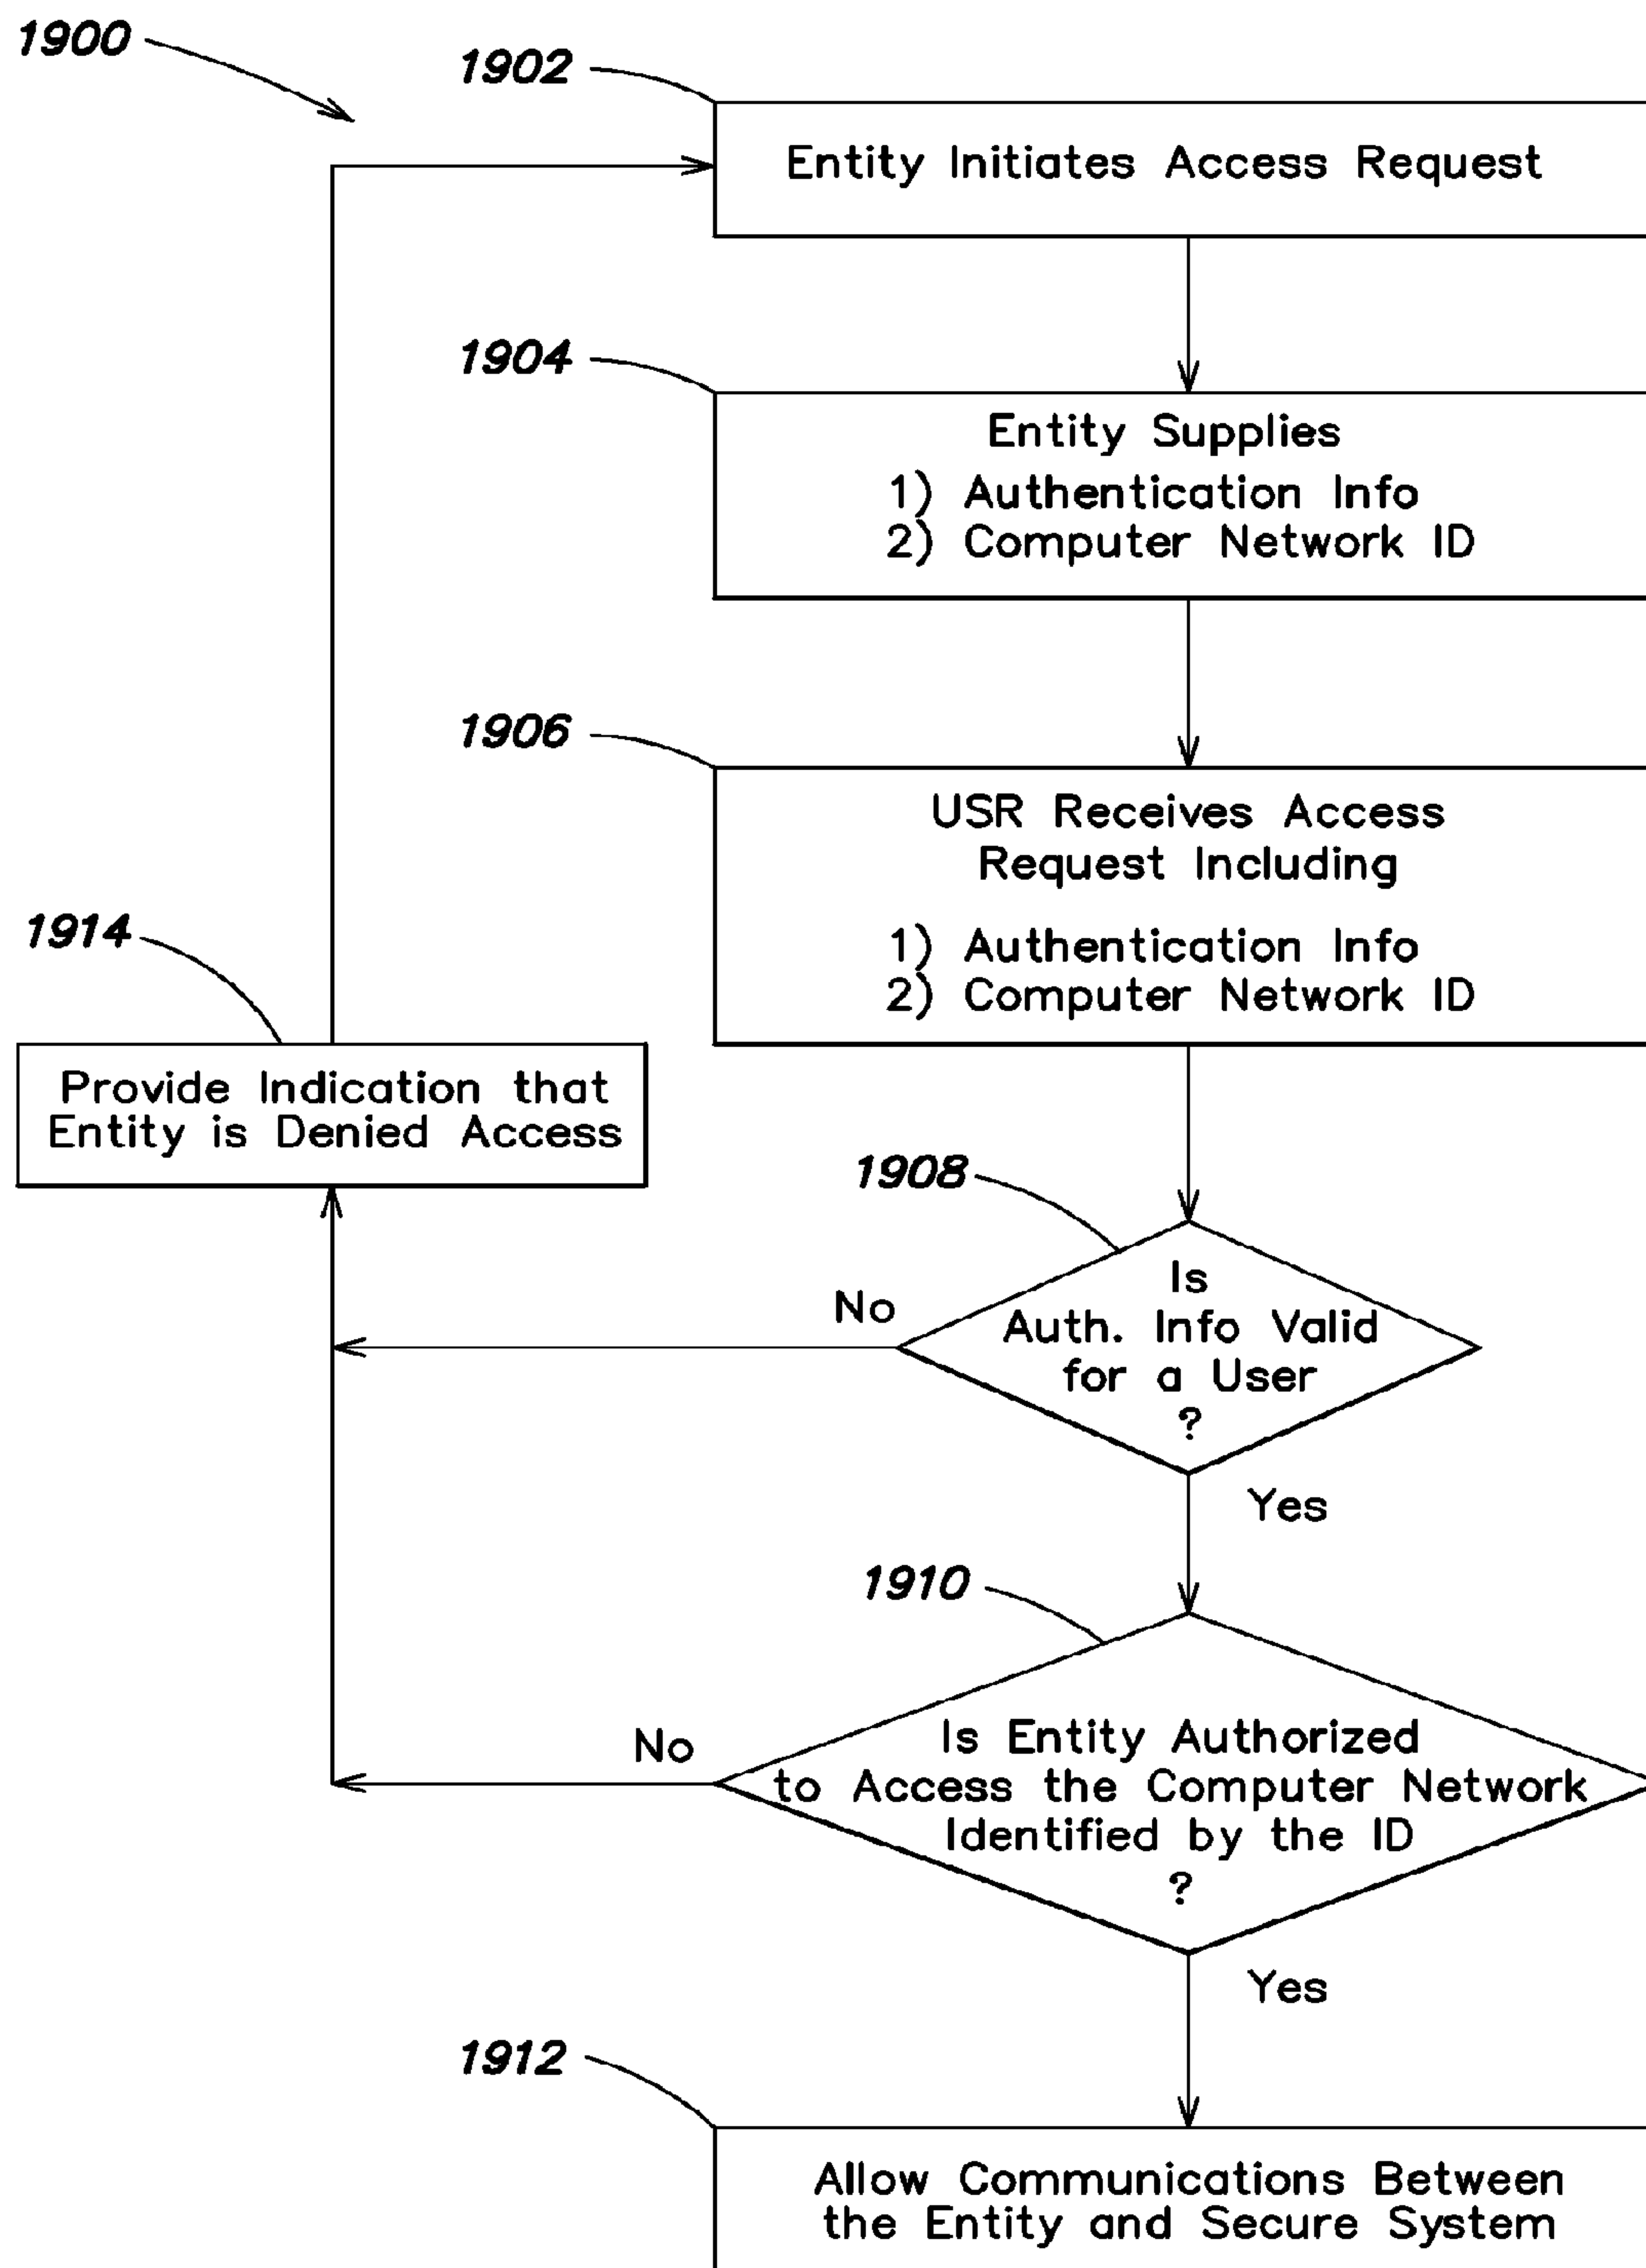 1900
1902
Entity Initiates Access Request
1904
Entity Supplies
1) Authentication Info
2) Computer Network ID
1906
USR Receives Access
Request Including
1) Authentication Info
2) Computer Network ID
1914
Provide Indication that
Entity is Denied Access
1908
Is
Auth. Info Valid
for a User
?
No
Yes
1910
Is Entity Authorized
to Access the Computer Network
Identified by the ID
?
No
Yes
1912
Allow Communications Between
the Entity and Secure System